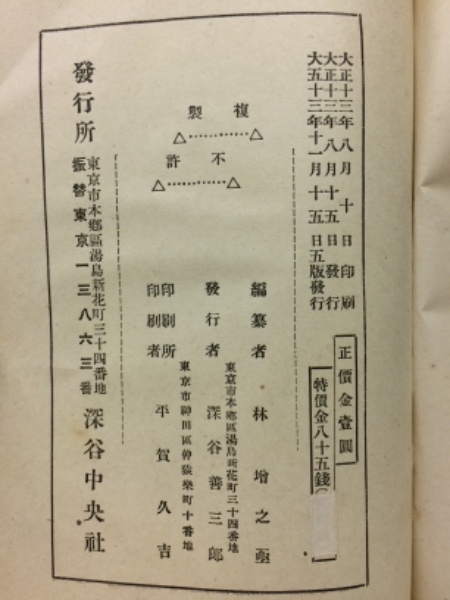 大正十三年八月十日印刷
大正十三年八月十五日發行
大正十三年十一月十五日五版發行
正價金壹圓
特價金八十五錢
複製
不許
編纂者 林增之亟
東京市本鄉區湯島新花町三十四番地
發行者 深谷善三郎
東京市神田區猿樂町十番地
印刷者 平賀久吉
印刷所
發行所
東京市本鄉區湯島新花町三十四番地
振替東京一三八六三番
深谷中央社